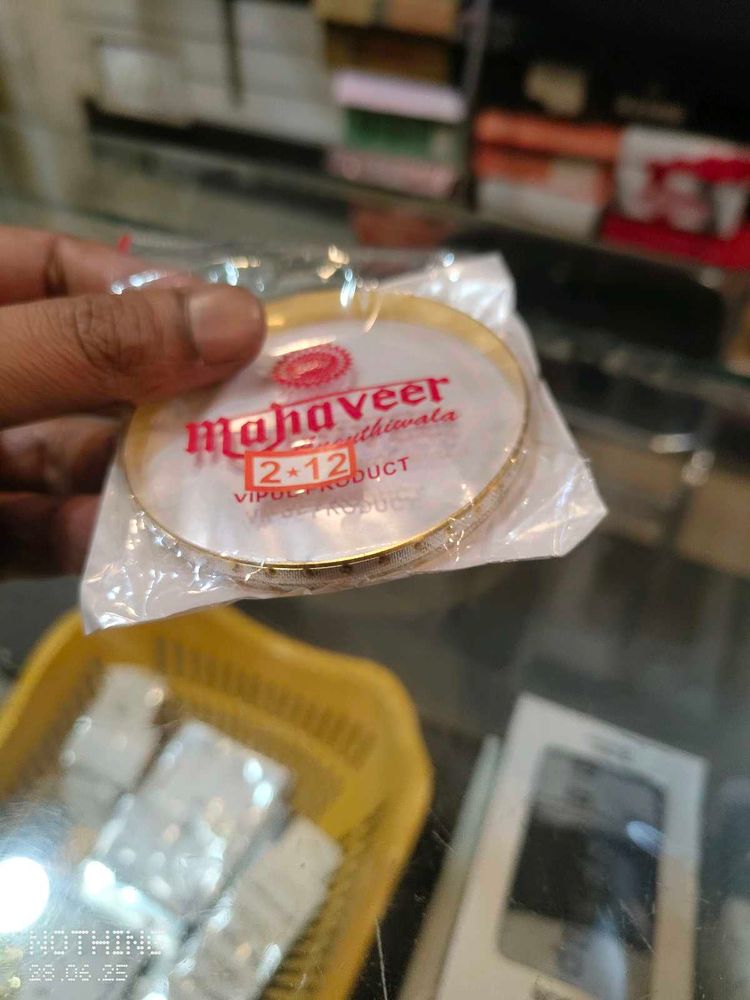 mahaveer
2★12
VIPUL PRODUCT
NOTHING
28.06.25